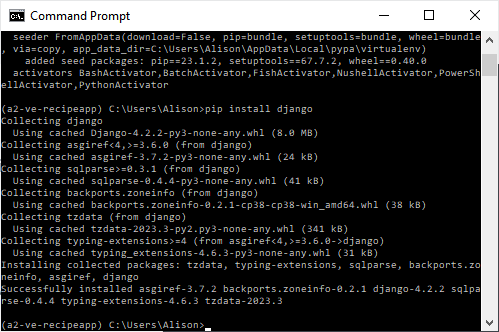 Command Prompt
seeder FromAppData(download=False, pip=bundle, setuptools=bundle, wheel=bundle
, via=copy, app_data_dir=C:\Users\Alison\AppData\Local\pypa\virtualenv)
added seed packages: pip==23.1.2, setuptools==67.7.2, wheel==0.40.0
activators BashActivator,BatchActivator,FishActivator,NushellActivator,PowerSh
ellActivator,PythonActivator
(a2-ve-recipeapp) C:\Users\Alison>pip install django
Collecting django
Using cached Django-4.2.2-py3-none-any.whl (8.0 MB)
Collecting asgiref<4,>=3.6.0 (from django)
Using cached asgiref-3.7.2-py3-none-any.whl (24 kB)
Collecting sqlparse>=0.3.1 (from django)
Using cached sqlparse-0.4.4-py3-none-any.whl (41 kB)
Collecting backports.zoneinfo (from django)
Using cached backports.zoneinfo-0.2.1-cp38-cp38-win_amd64.whl (38 kB)
Collecting tzdata (from django)
Using cached tzdata-2023.3-py2.py3-none-any.whl (341 kB)
Collecting typing-extensions>=4 (from asgiref<4,>=3.6.0->django)
Using cached typing_extensions-4.6.3-py3-none-any.whl (31 kB)
Installing collected packages: tzdata, typing-extensions, sqlparse, backports.zo
neinfo, asgiref, django
Successfully installed asgiref-3.7.2 backports.zoneinfo-0.2.1 django-4.2.2 sqlpa
rse-0.4.4 typing-extensions-4.6.3 tzdata-2023.3
(a2-ve-recipeapp) C:\Users\Alison>